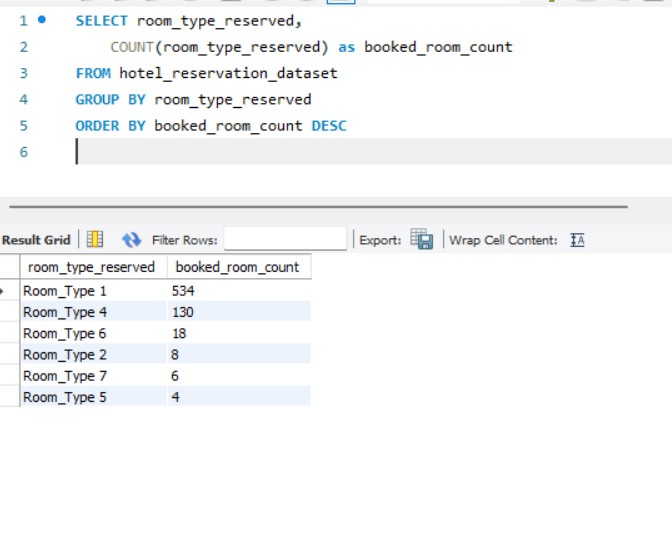 1 SELECT room_type_reserved,
2 COUNT(room_type_reserved) as booked_room_count
3 FROM hotel_reservation_dataset
4 GROUP BY room_type_reserved
5 ORDER BY booked_room_count DESC
6
Result Grid Filter Rows: Export: Wrap Cell Content:
room_type_reserved booked_room_count
Room_Type 1 534
Room_Type 4 130
Room_Type 6 18
Room_Type 2 8
Room_Type 7 6
Room_Type 5 4